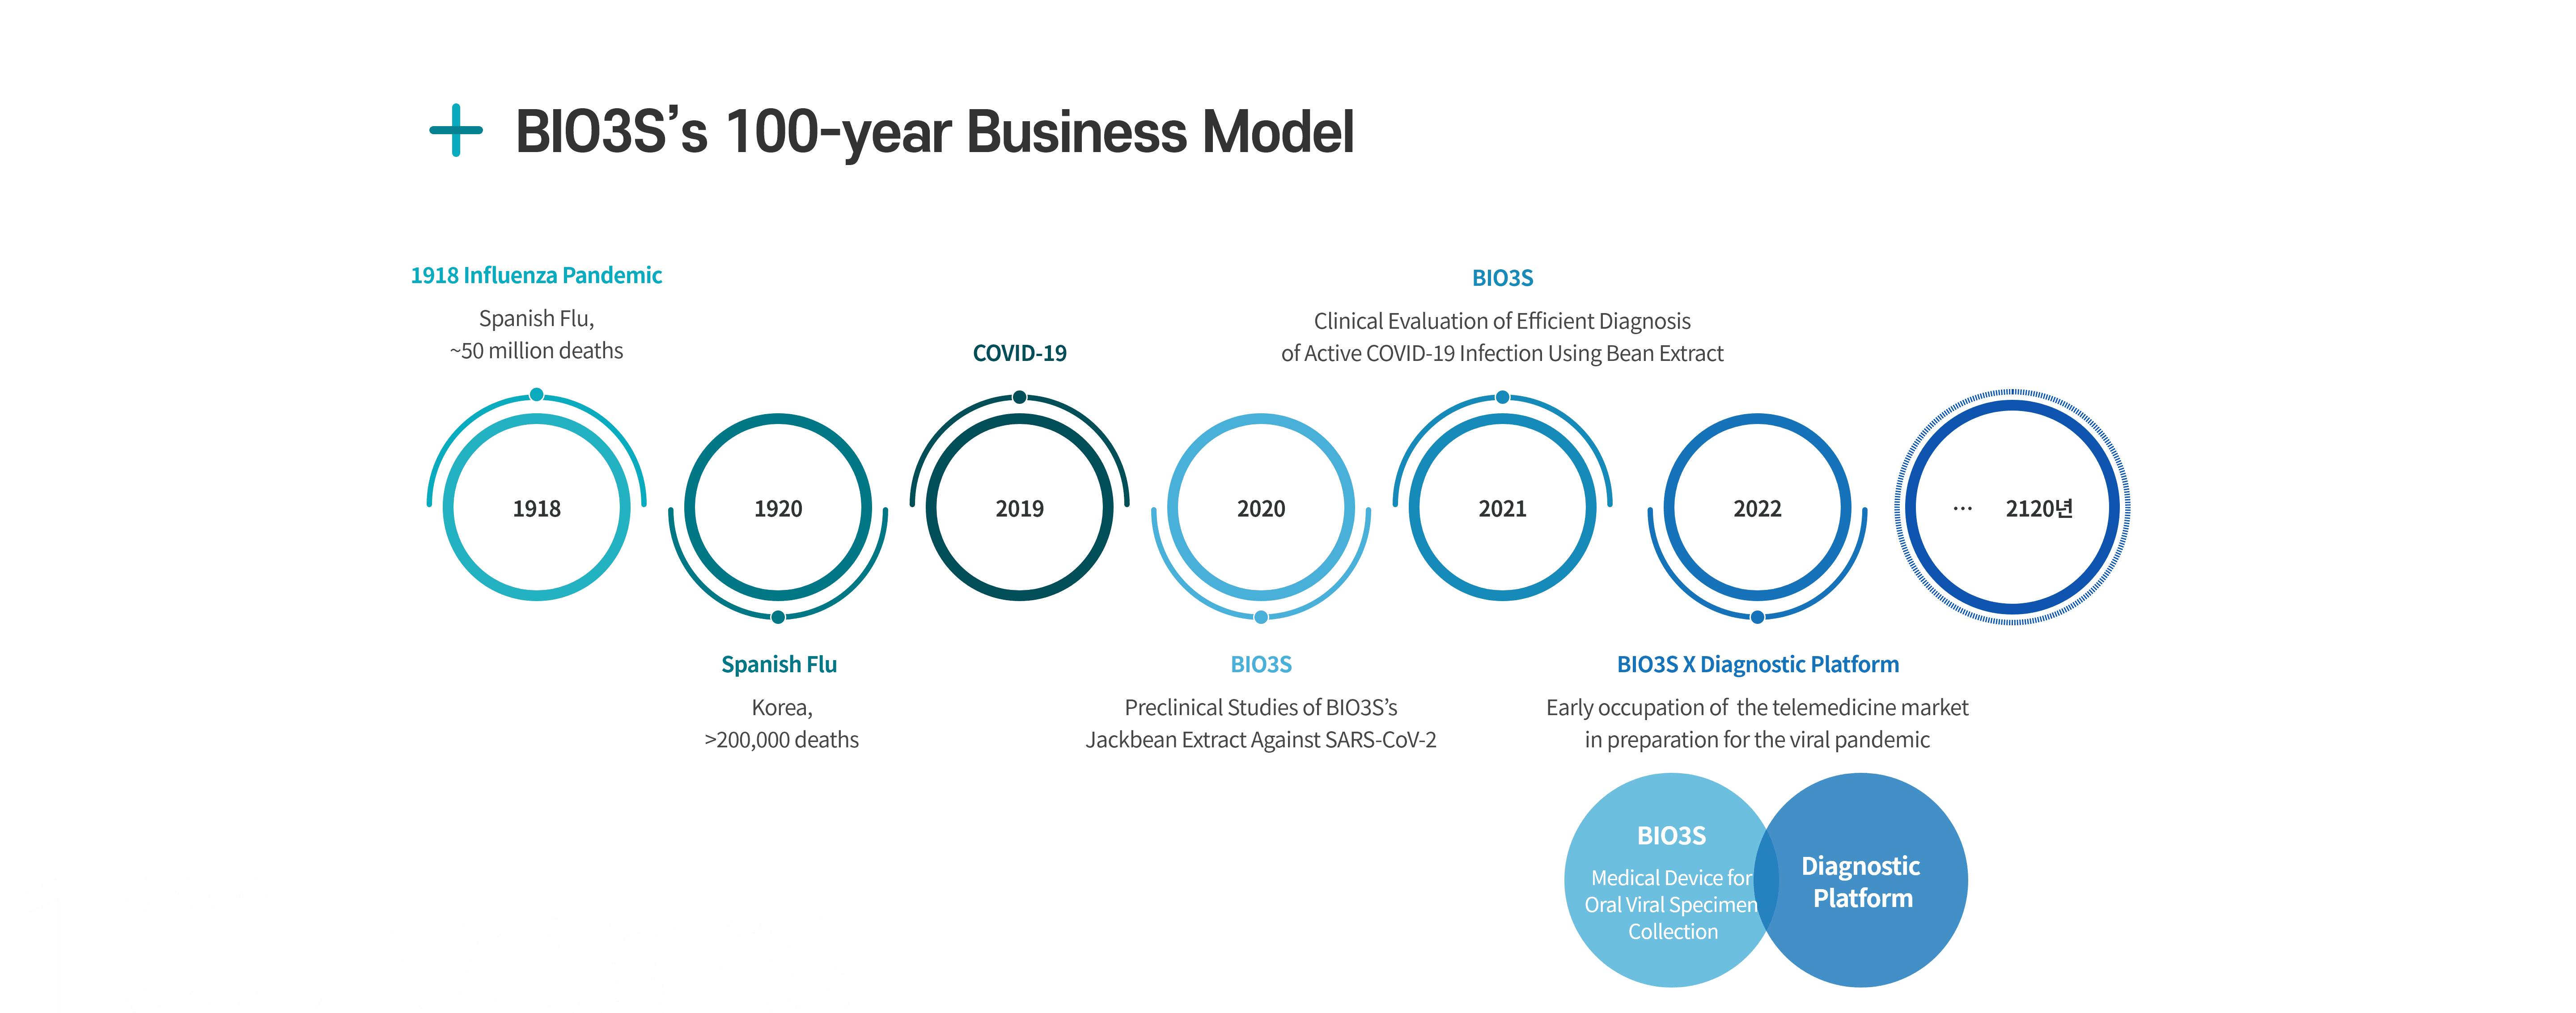 BIO3S’s 100-year Business Model
1918 Influenza Pandemic
Spanish Flu,
~50 million deaths
COVID-19
BIO3S
Clinical Evaluation of Efficient Diagnosis
of Active COVID-19 Infection Using Bean Extract
1918
1920
2019
2020
2021
2022
··· 2120년
Spanish Flu
Korea,
>200,000 deaths
BIO3S
Preclinical Studies of BIO3S’s
Jackbean Extract Against SARS-CoV-2
BIO3S X Diagnostic Platform
Early occupation of the telemedicine market
in preparation for the viral pandemic
BIO3S
Medical Device for
Oral Viral Specimen
Collection
Diagnostic
Platform